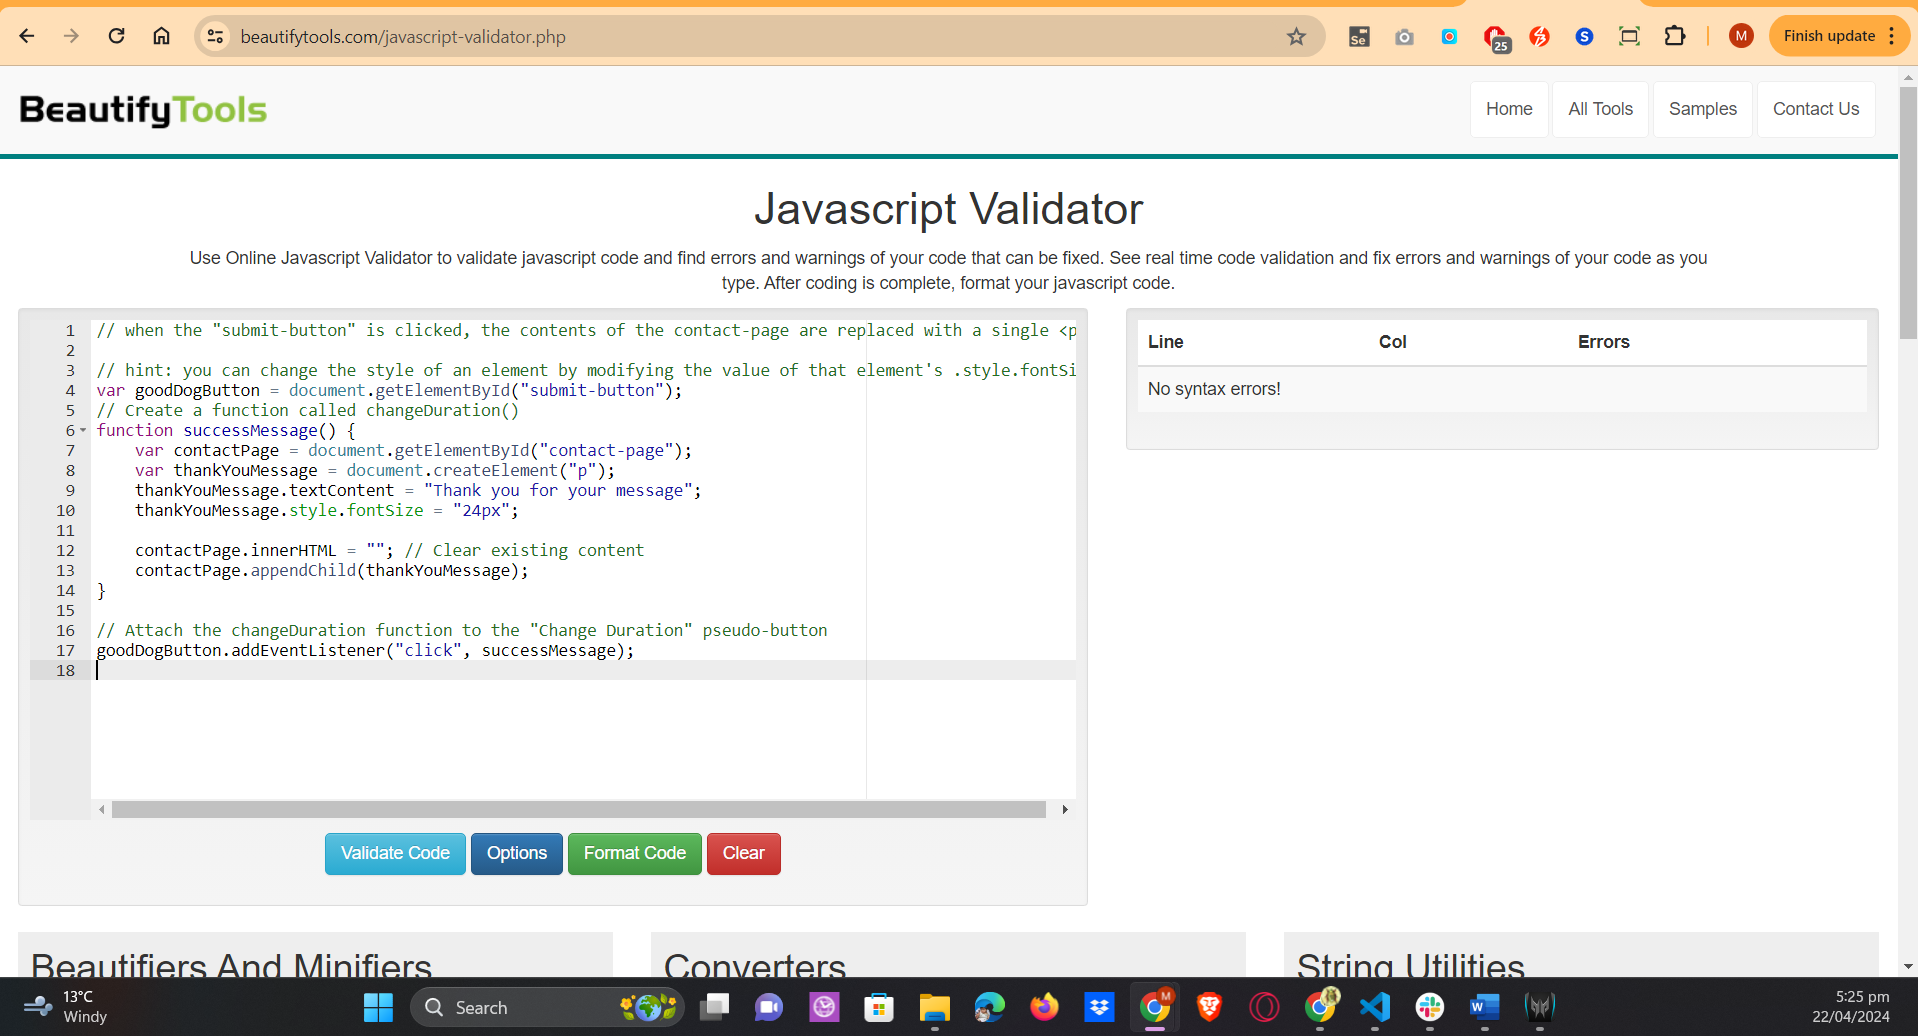 beautifytools.com/javascript-validator.php
Se
25
S
M
Finish update
BeautifyTools
Home
All Tools
Samples
Contact Us
Javascript Validator
Use Online Javascript Validator to validate javascript code and find errors and warnings of your code that can be fixed. See real time code validation and fix errors and warnings of your code as you
type. After coding is complete, format your javascript code.
1 // when the "submit-button" is clicked, the contents of the contact-page are replaced with a single <p
2
3 // hint: you can change the style of an element by modifying the value of that element's .style.fontSi
4 var goodDogButton = document.getElementById("submit-button");
5 // Create a function called changeDuration()
6 function successMessage() {
7 var contactPage = document.getElementById("contact-page");
8 var thankYouMessage = document.createElement("p");
9 thankYouMessage.textContent = "Thank you for your message";
10 thankYouMessage.style.fontSize = "24px";
11
12 contactPage.innerHTML = ""; // Clear existing content
13 contactPage.appendChild(thankYouMessage);
14 }
15
16 // Attach the changeDuration function to the "Change Duration" pseudo-button
17 goodDogButton.addEventListener("click", successMessage);
18
Line Col Errors
No syntax errors!
Validate Code
Options
Format Code
Clear
Beautifiers And Minifiers
Converters
String Utilities
13°C
Windy
Search
M
W
5:25 pm
22/04/2024